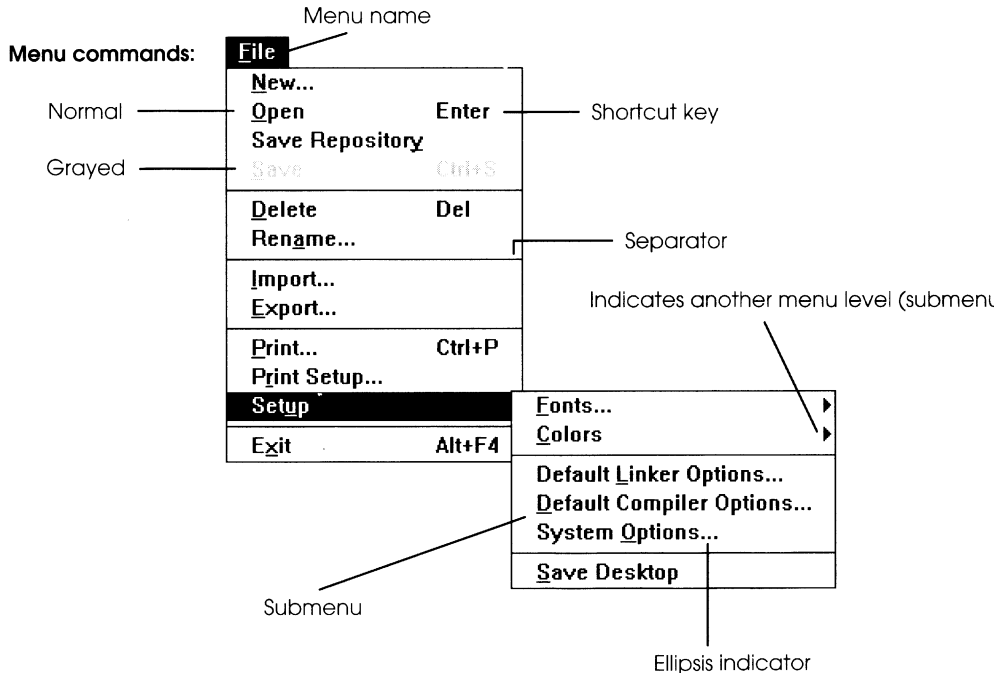 Menu name
Menu commands:
File
New...
Normal
Open Enter
Shortcut key
Save Repository
Grayed
Save Ctrl+S
Delete Del
Rename...
Separator
Import...
Export...
Indicates another menu level (submenu
Print... Ctrl+P
Print Setup...
Setup
Exit Alt+F4
Fonts...
Colors
Default Linker Options...
Default Compiler Options...
System Options...
Save Desktop
Submenu
Ellipsis indicator